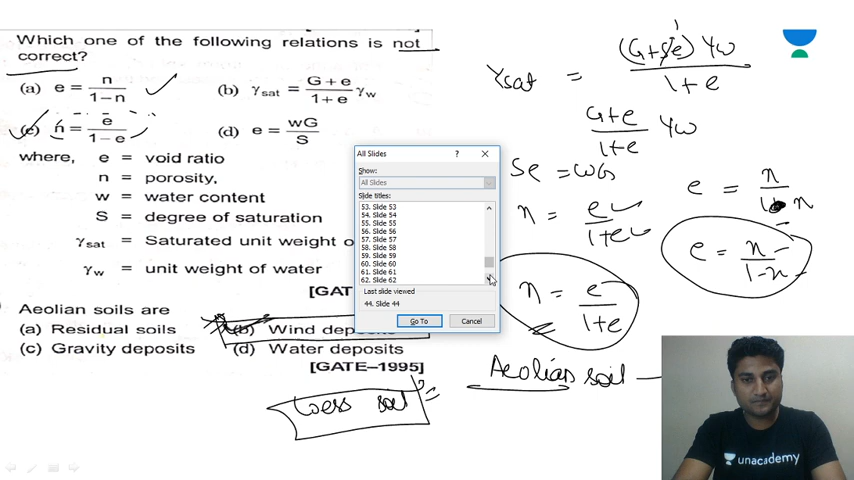 Which one of the following relations is not
correct?
(a) e = n / 1−n
(b) γsat = G+e / 1+e γw
(c) n = e / 1−e
(d) e = wG / S
where, e = void ratio
n = porosity,
w = water content
S = degree of saturation
γsat = Saturated unit weight of
γw = unit weight of water
[GAT
Aeolian soils are
(a) Residual soils
(b) Wind deposits
(c) Gravity deposits
(d) Water deposits
[GATE–1995]
γsat = (G+Se) γw / 1+e
1
G+e / 1+e γw
Se = wG
n = e / 1+e
e = n / 1-n
e = n / 1-n
n = e / 1+e
Aeolian soil —
Loess soil =
All Slides
?
Show:
All Slides
Slide titles:
53. Slide 53
54. Slide 54
55. Slide 55
56. Slide 56
57. Slide 57
58. Slide 58
59. Slide 59
60. Slide 60
61. Slide 61
62. Slide 62
Last slide viewed
44. Slide 44
Go To
Cancel
unacademy